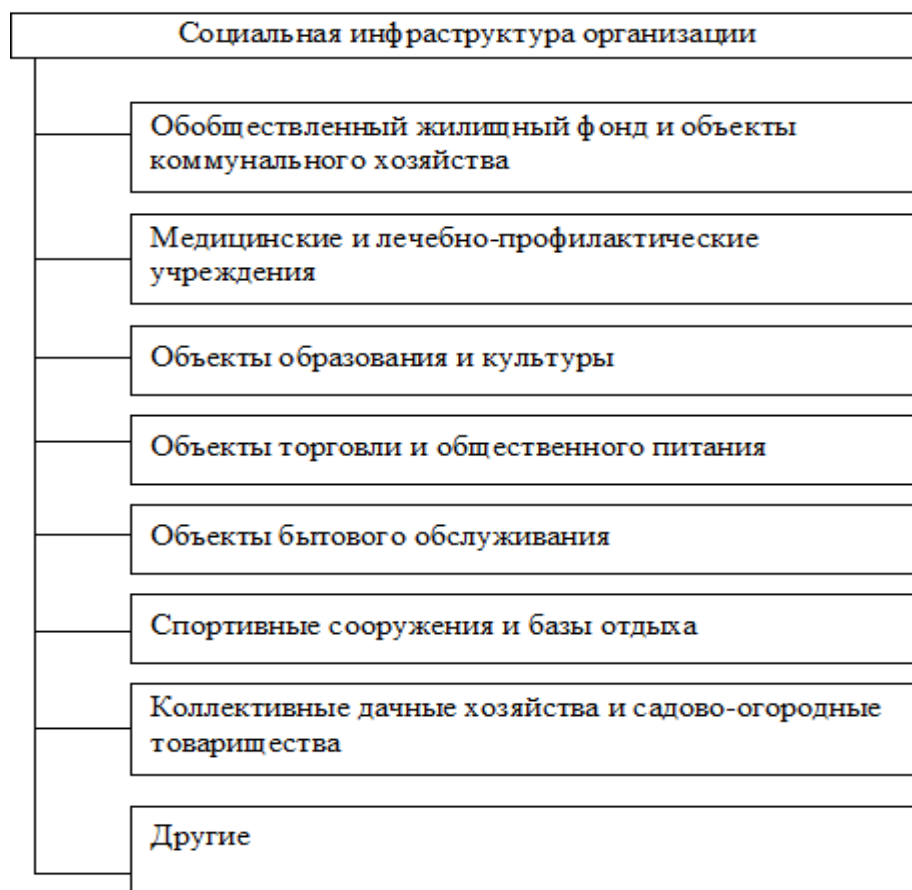 Социальная инфраструктура организации
Обобществленный жилищный фонд и объекты
коммунального хозяйства
Медицинские и лечебно-профилактические
учреждения
Объекты образования и культуры
Объекты торговли и общественного питания
Объекты бытового обслуживания
Спортивные сооружения и базы отдыха
Коллективные дачные хозяйства и садово-огородные
товарищества
Другие